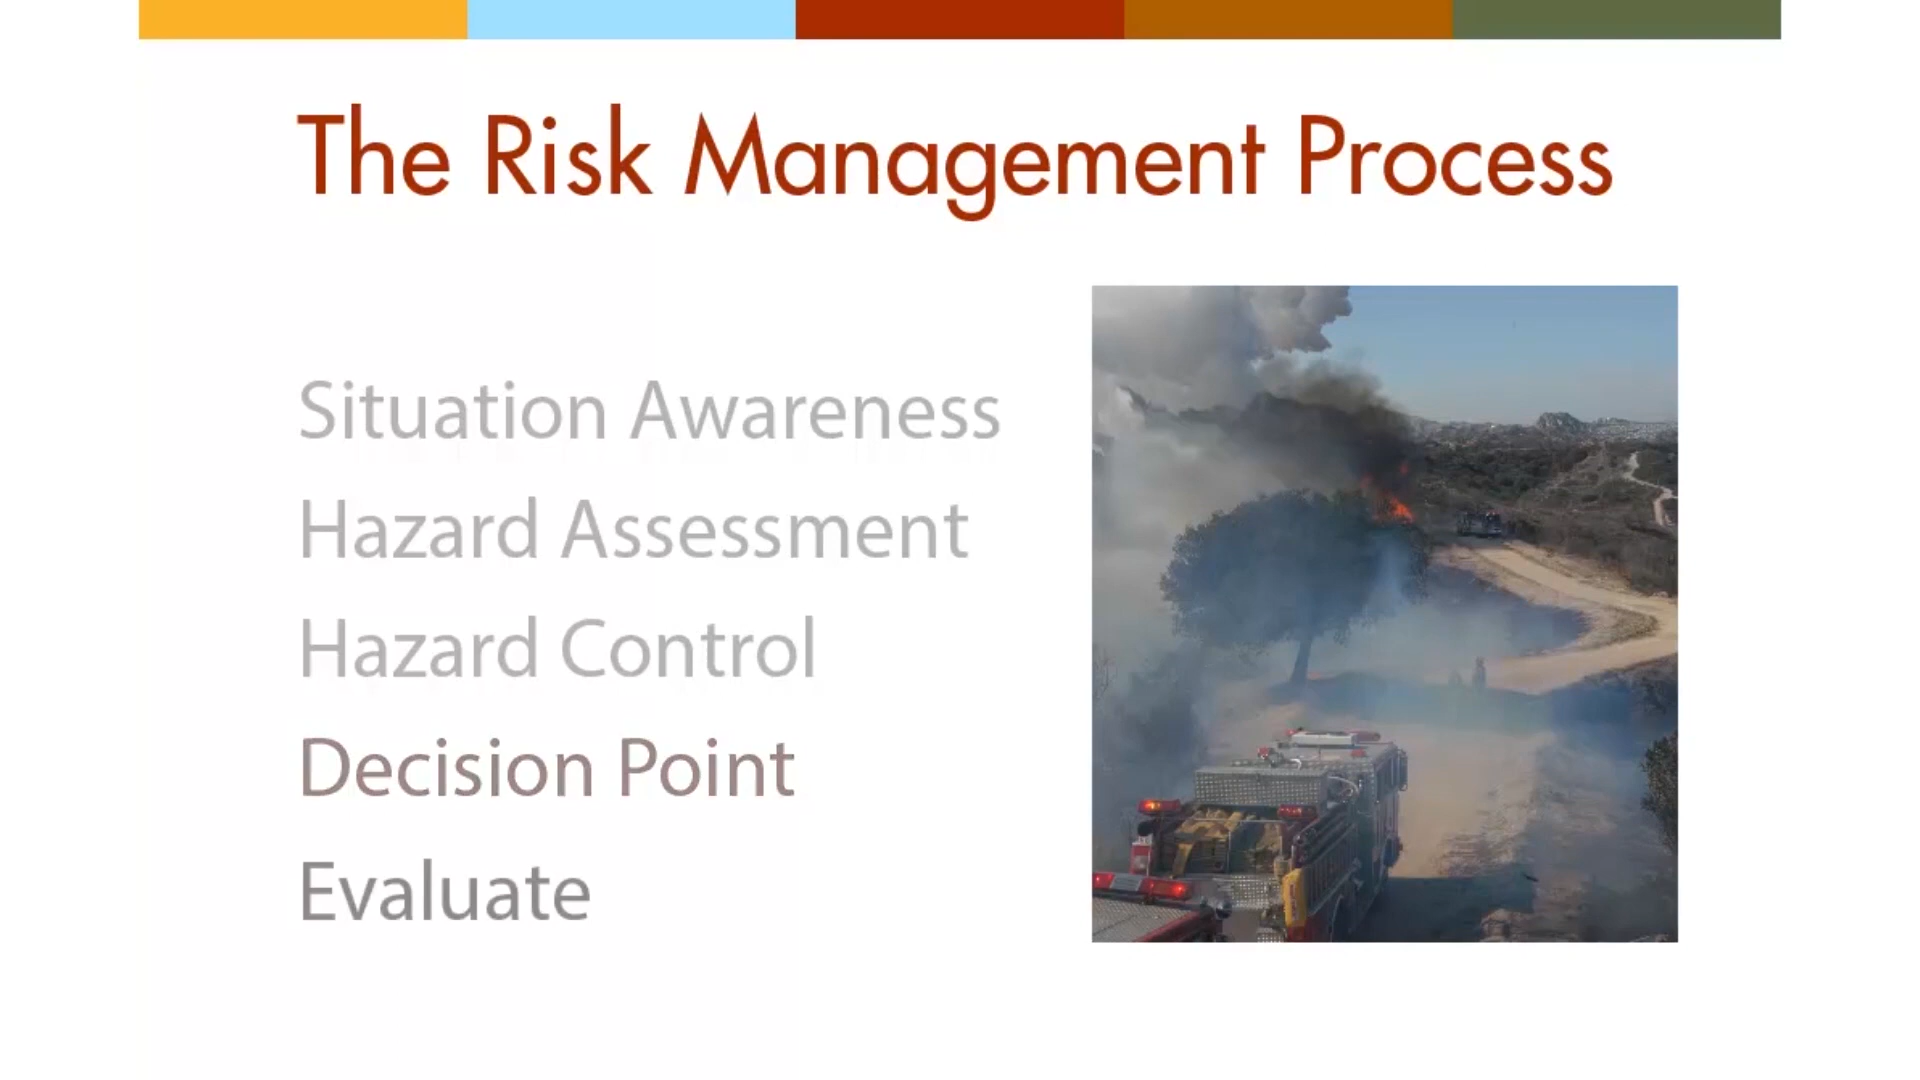 The Risk Management Process
Situation Awareness
Hazard Assessment
Hazard Control
Decision Point
Evaluate